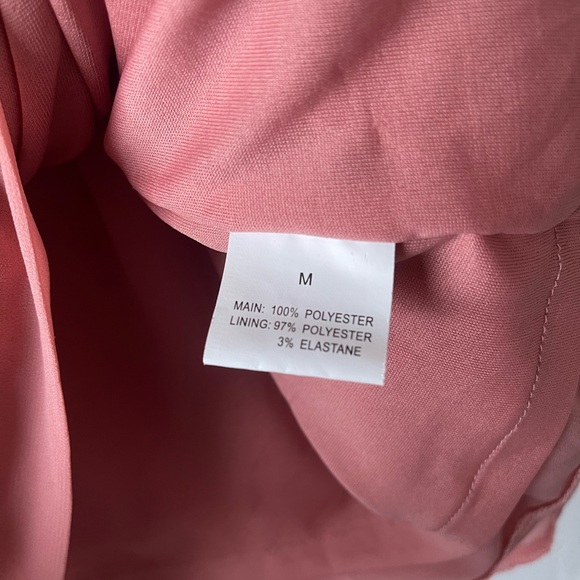 M
MAIN: 100% POLYESTER
LINING: 97% POLYESTER
3% ELASTANE